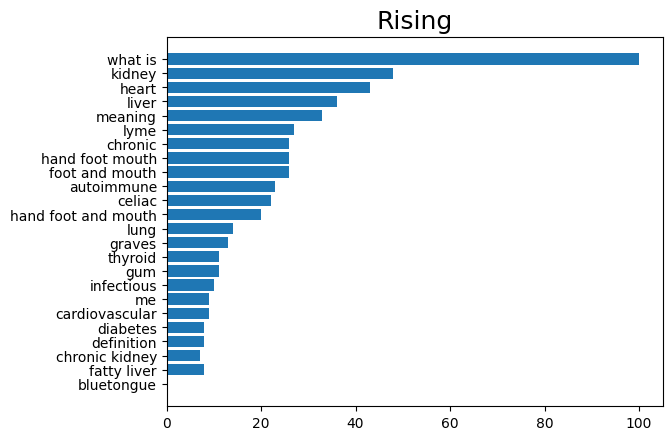 Rising
what is
kidney
heart
liver
meaning
lyme
chronic
hand foot mouth
foot and mouth
autoimmune
celiac
hand foot and mouth
lung
graves
thyroid
gum
infectious
me
cardiovascular
diabetes
definition
chronic kidney
fatty liver
bluetongue
0 20 40 60 80 100